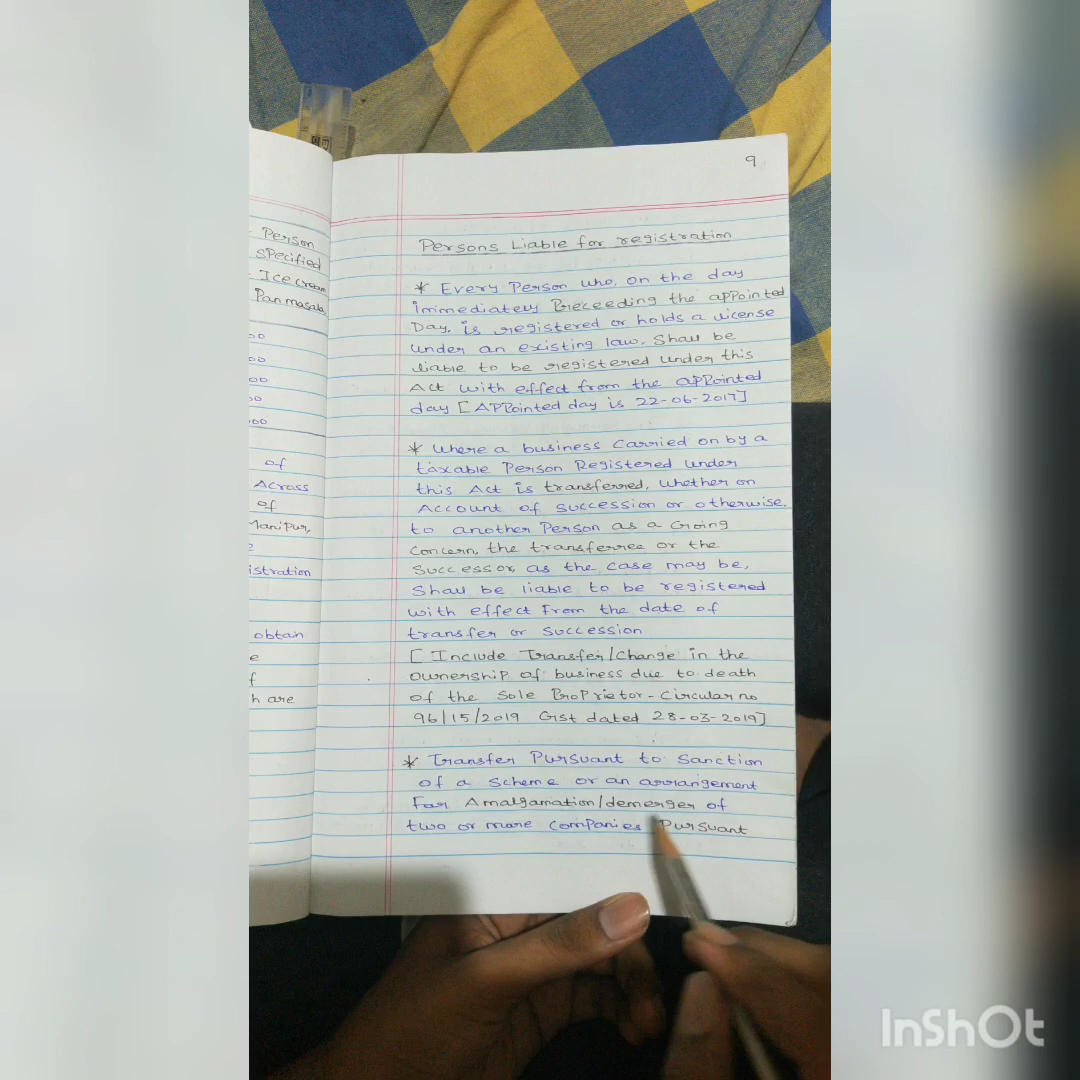 9
Person
specified
Ice cream
Pan masala,
00
00
00
00
000
of
Across
of
Manipur,
istration
obtain
e
f
h are
Persons Liable for registration
* Every Person who, on the day
immediately Preceeding the appointed
Day, is registered or holds a license
under an existing law, Shall be
liable to be registered under this
Act with effect from the appointed
day [Appointed day is 22-06-2017]
* Where a business carried on by a
taxable Person Registered under
this Act is transferred, whether on
Account of succession or otherwise,
to another Person as a Going
concern, the transferree or the
Successor, as the case may be,
Shall be liable to be registered
with effect From the date of
transfer or succession
[Include Transfer/Change in the
ownership of business due to death
of the sole Proprietor - Circular no
96/15/2019 Gst dated 28-03-2019]
* Transfer Pursuant to Sanction
of a scheme or an arrangement
For Amalgamation/demerger of
two or more companies Pursuant
InShOt